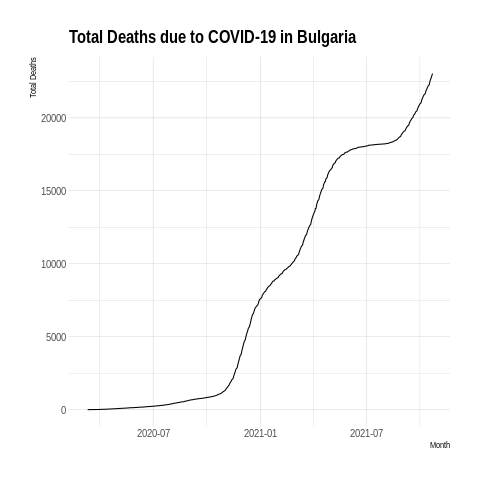 Total Deaths due to COVID-19 in Bulgaria
Total Deaths
20000
15000
10000
5000
0
2020-07
2021-01
2021-07
Month